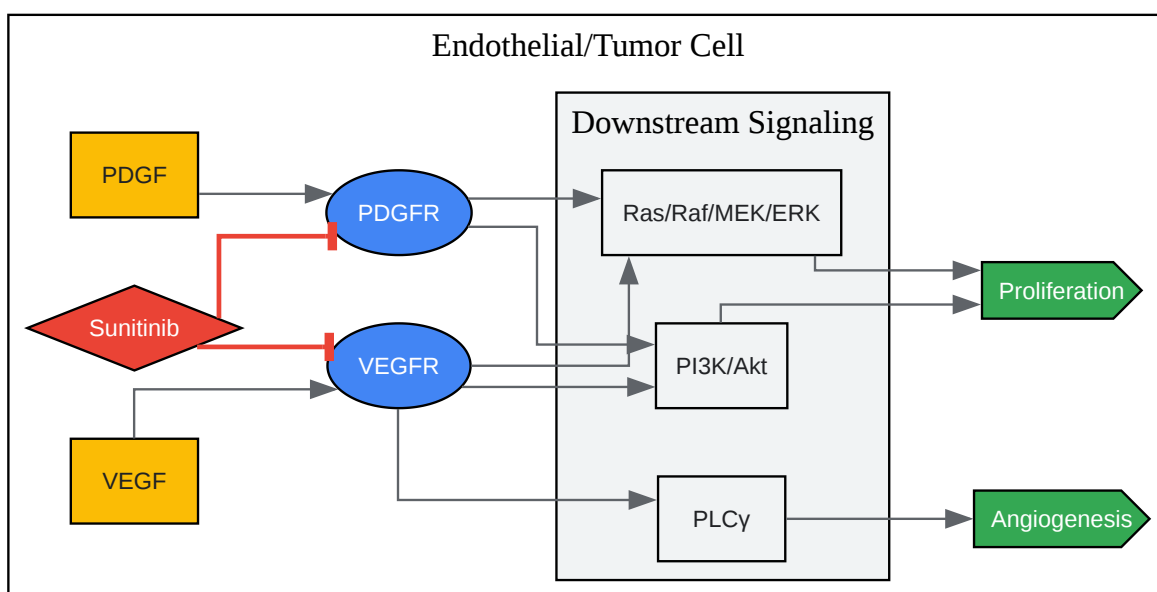 Endothelial/Tumor Cell
Downstream Signaling
PDGF
PDGFR
Ras/Raf/MEK/ERK
Proliferation
Sunitinib
VEGFR
PI3K/Akt
VEGF
PLCγ
Angiogenesis